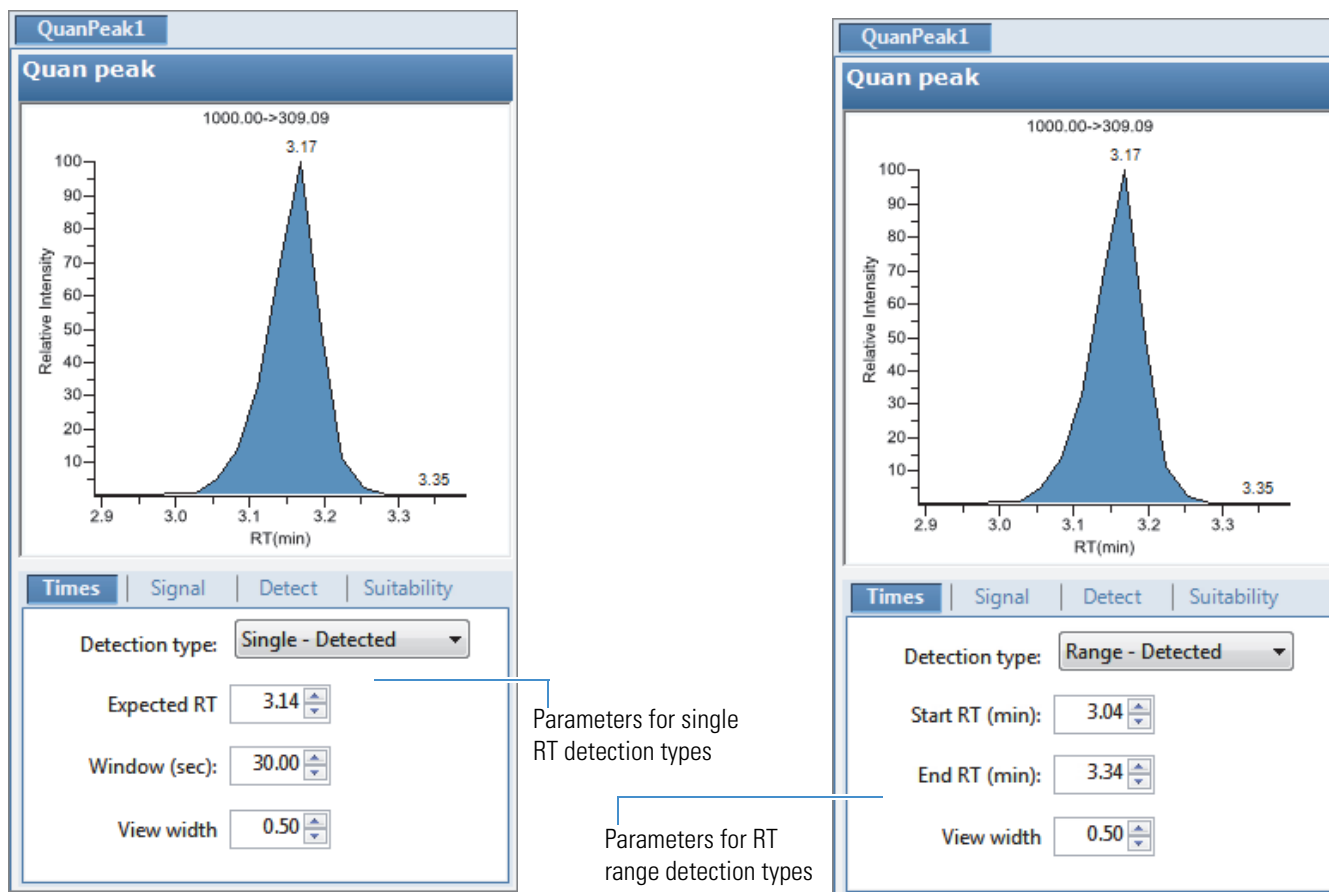 QuanPeak1
Quan peak
1000.00->309.09
3.17
100
90
80
70
60
50
40
30
20
10
Relative Intensity
3.35
2.9 3.0 3.1 3.2 3.3
RT(min)
Times Signal Detect Suitability
Detection type: Single - Detected
Expected RT 3.14
Window (sec): 30.00
View width 0.50
Parameters for single
RT detection types
QuanPeak1
Quan peak
1000.00->309.09
3.17
100
90
80
70
60
50
40
30
20
10
Relative Intensity
3.35
2.9 3.0 3.1 3.2 3.3
RT(min)
Times Signal Detect Suitability
Detection type: Range - Detected
Start RT (min): 3.04
End RT (min): 3.34
View width 0.50
Parameters for RT
range detection types